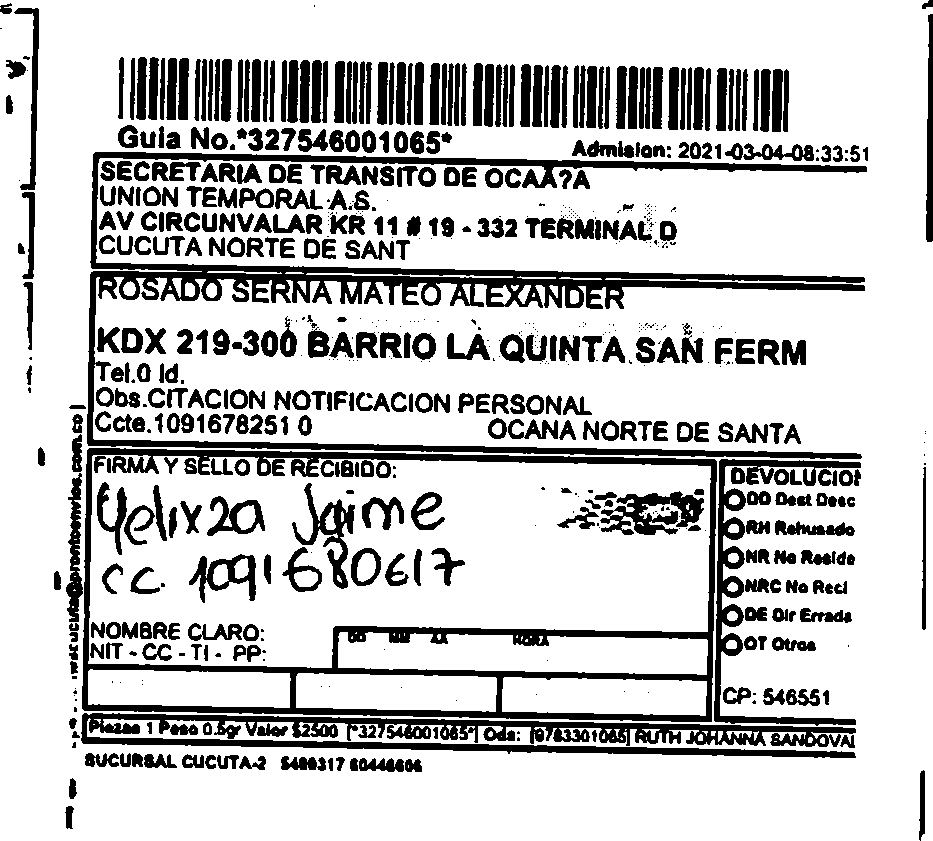 Guia No.*327546001065*
Admision: 2021-03-04-08:33:51
SECRETARIA DE TRANSITO DE OCAÃ?A
UNION TEMPORAL A.S.
AV CIRCUNVALAR KR 11 # 19 - 332 TERMINAL D
CUCUTA NORTE DE SANT
ROSADO SERNA MATEO ALEXANDER
KDX 219-300 BARRIO LA QUINTA SAN FERM
Tel.0 Id.
Obs.CITACION NOTIFICACION PERSONAL
Ccte.1091678251 0 OCANA NORTE DE SANTA
FIRMA Y SELLO DE RECIBIDO:
Yelixza Jaime
CC. 1091680617
NOMBRE CLARO:
NIT - CC - TI - PP:
DD MM AA HORA
DEVOLUCION
DD Dest Desc
RH Rehusado
NR No Reside
NRC No Recl
DE Dir Errada
OT Otros
CP: 546551
Piezas 1 Peso 0.5gr Valor $2500 [*327546001065*] Ods: [9783301065] RUTH JOHANNA SANDOVAL
SUCURSAL CUCUTA-2